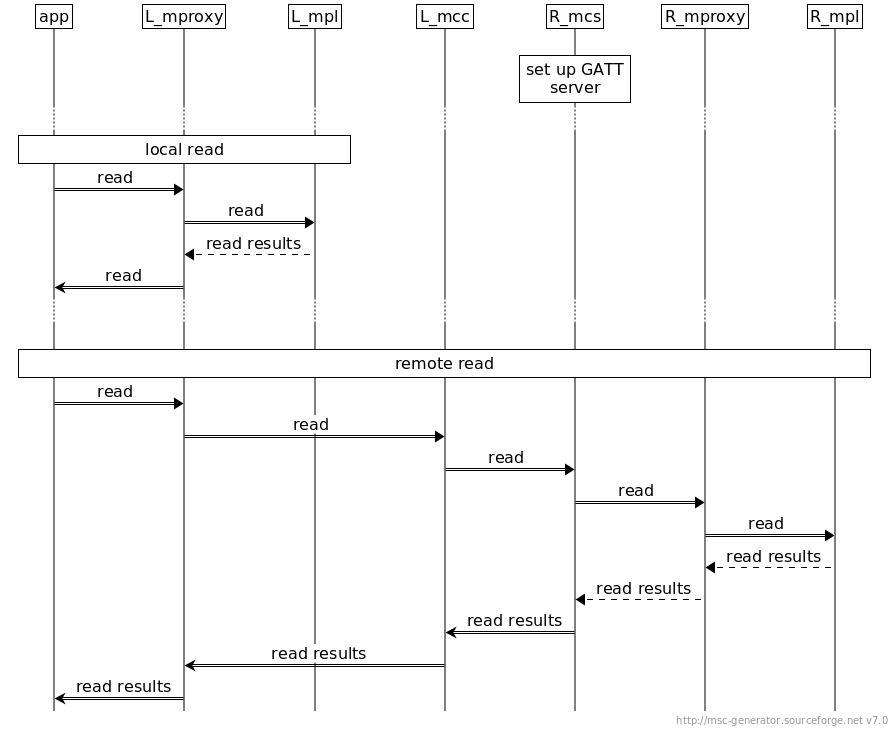 app L_mproxy L_mpl L_mcc R_mcs R_mproxy R_mpl
set up GATT
server
local read
read
read
read results
read
remote read
read
read
read
read
read
read results
read results
read results
read results
read results
http://msc-generator.sourceforge.net v7.0